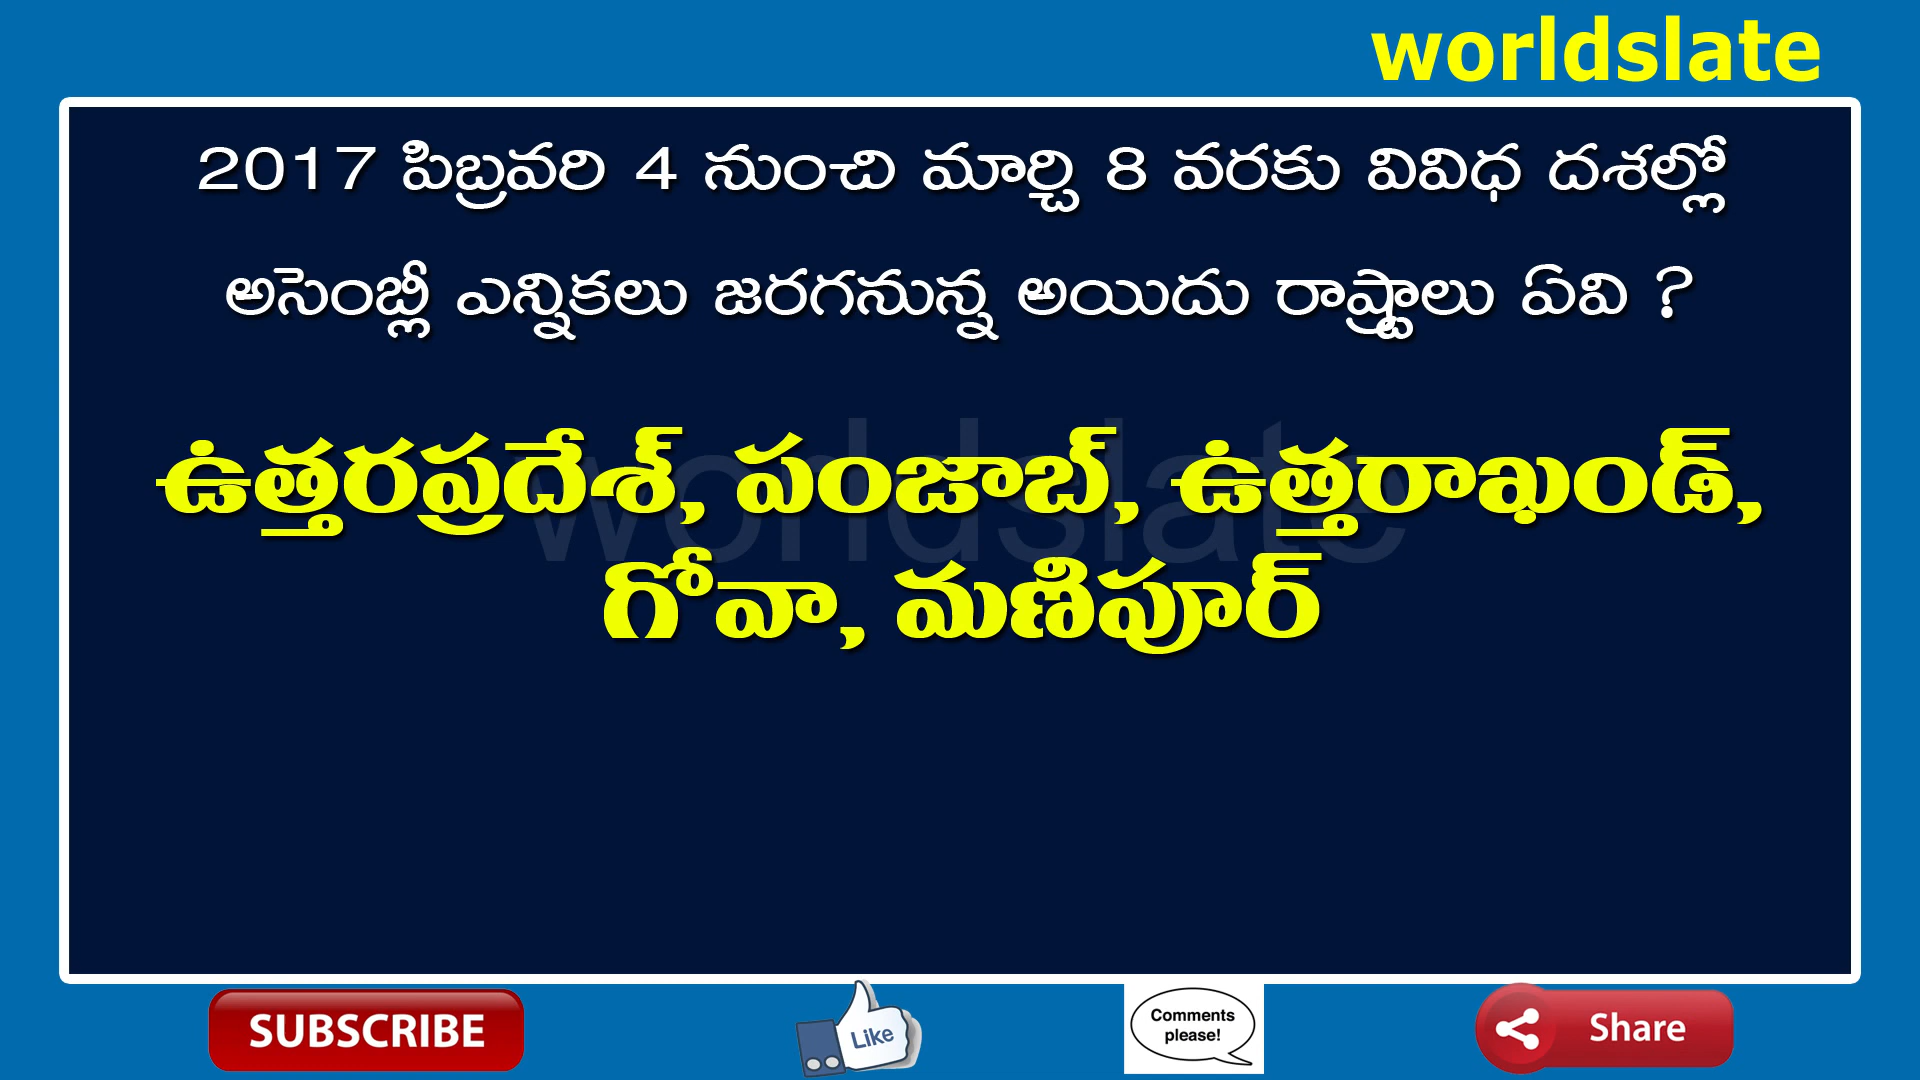 worldslate
2017 పిబ్రవరి 4 నుంచి మార్చి 8 వరకు వివిధ దశల్లో
అసెంబ్లీ ఎన్నికలు జరగనున్న అయిదు రాష్ట్రాలు ఏవి ?
worldslate
ఉత్తరప్రదేశ్, పంజాబ్, ఉత్తరాఖండ్,
గోవా, మణిపూర్
SUBSCRIBE
Like
Comments
please!
Share